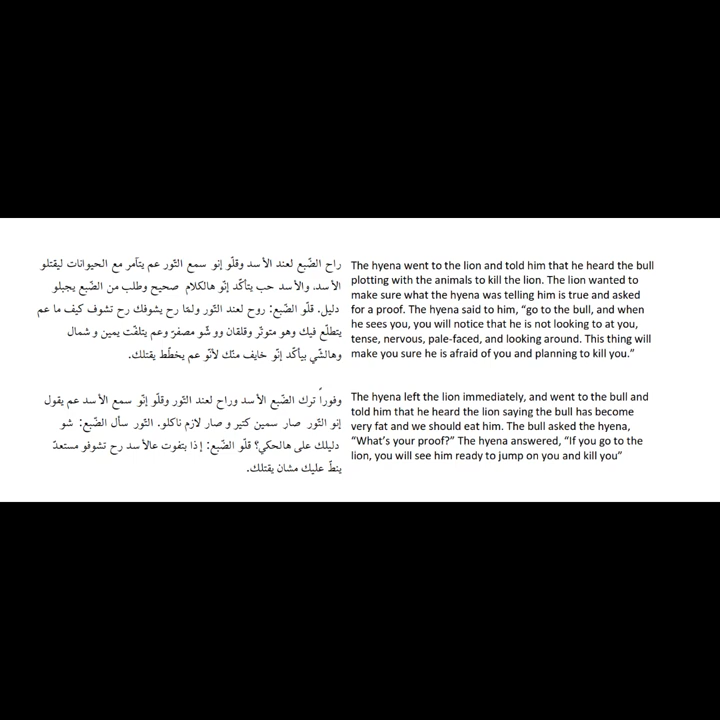 راح الضّبع لعند الأسد وقلّو إنو سمع الثّور عم يتآمر مع الحيوانات ليقتلو
الأسد. والأسد حب يتأكّد إنّو هالكلام صحيح وطلب من الضّبع يجبلو
دليل. قلّو الضّبع: روح لعند الثّور ولمّا رح يشوفك رح تشوف كيف ما عم
يتطلّع فيك وهو متوتّر وقلقان وو شّو مصفرّ وعم يتلفّت يمين و شمال
وهالشّي بيأكّد إنّو خايف منّك لأنّو عم يخطّط يقتلك.
وفوراً ترك الضّبع الأسد وراح لعند الثّور وقلّو إنّو سمع الأسد عم يقول
إنو الثّور صار سمين كتير و صار لازم ناكلو. الثّور سأل الضّبع: شو
دليلك على هالحكي؟ قلّو الضّبع: إذا بتفوت عالأسد رح تشوفو مستعدّ
ينطّ عليك مشان يقتلك.
The hyena went to the lion and told him that he heard the bull
plotting with the animals to kill the lion. The lion wanted to
make sure what the hyena was telling him is true and asked
for a proof. The hyena said to him, “go to the bull, and when
he sees you, you will notice that he is not looking to at you,
tense, nervous, pale-faced, and looking around. This thing will
make you sure he is afraid of you and planning to kill you.”
The hyena left the lion immediately, and went to the bull and
told him that he heard the lion saying the bull has become
very fat and we should eat him. The bull asked the hyena,
“What’s your proof?” The hyena answered, “If you go to the
lion, you will see him ready to jump on you and kill you”